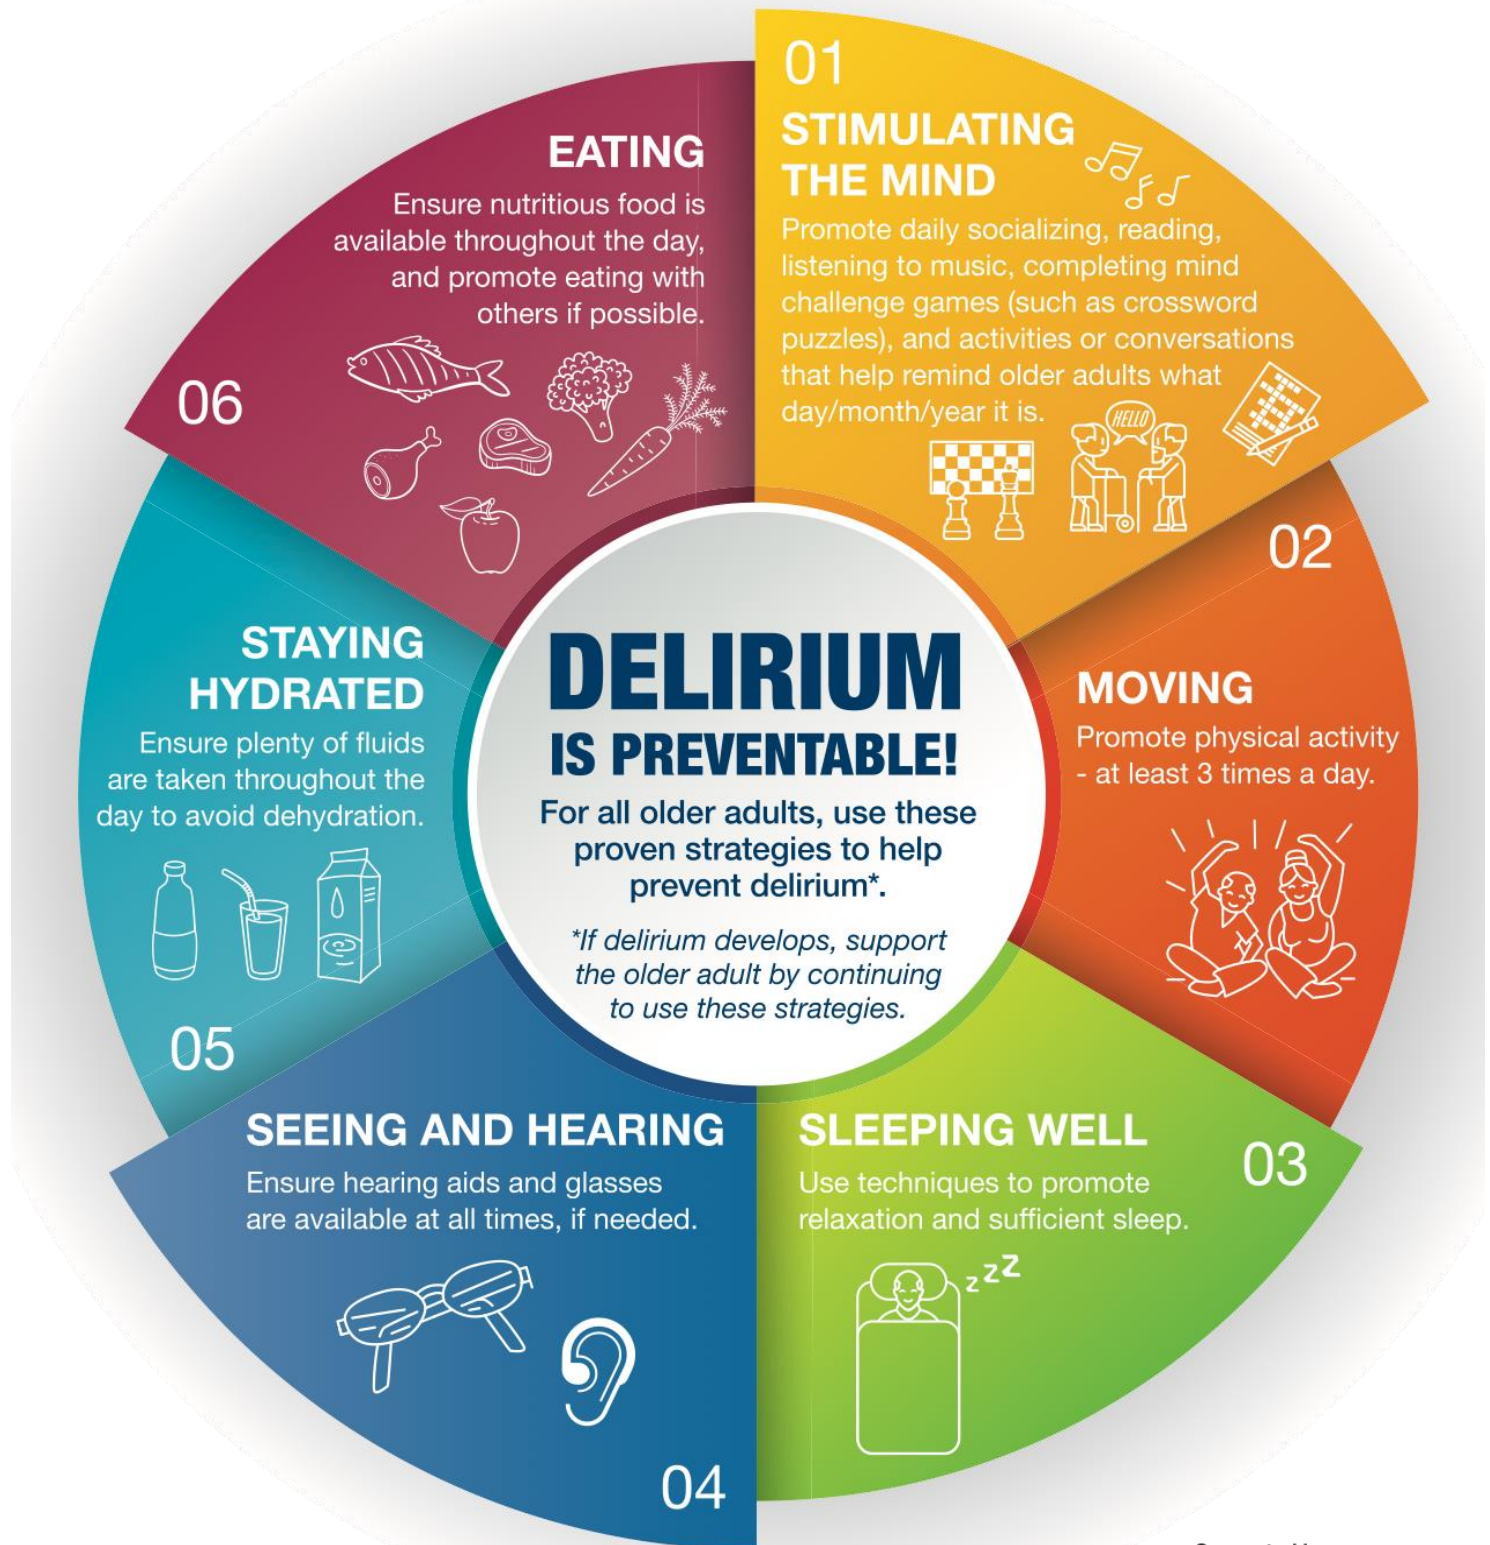 01
STIMULATING
THE MIND
Promote daily socializing, reading,
listening to music, completing mind
challenge games (such as crossword
puzzles), and activities or conversations
that help remind older adults what
day/month/year it is.
HELLO
02
MOVING
Promote physical activity
- at least 3 times a day.
03
SLEEPING WELL
Use techniques to promote
relaxation and sufficient sleep.
zzZ
04
SEEING AND HEARING
Ensure hearing aids and glasses
are available at all times, if needed.
05
STAYING
HYDRATED
Ensure plenty of fluids
are taken throughout the
day to avoid dehydration.
06
EATING
Ensure nutritious food is
available throughout the day,
and promote eating with
others if possible.
DELIRIUM
IS PREVENTABLE!
For all older adults, use these
proven strategies to help
prevent delirium*.
*If delirium develops, support
the older adult by continuing
to use these strategies.